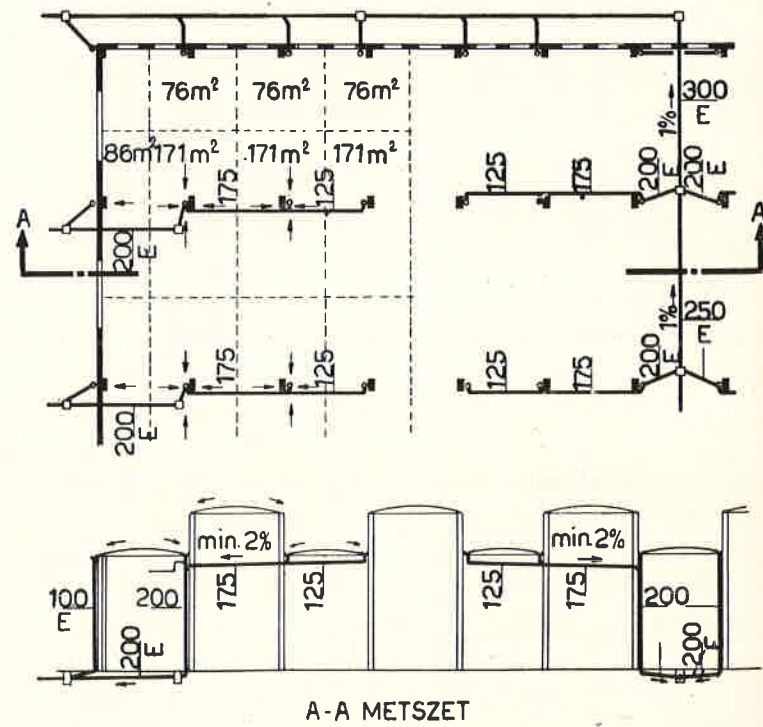 76m² 76m² 76m²
300
E
1%
86m² 171m² 171m² 171m²
175 125 125 175 200 E 200 E
A A
200
E
250
E
1%
175 125 125 175 200 E
200
E
min. 2% min. 2%
100
E
200 175 125 125 175 200
200
E
200
E
A-A METSZET